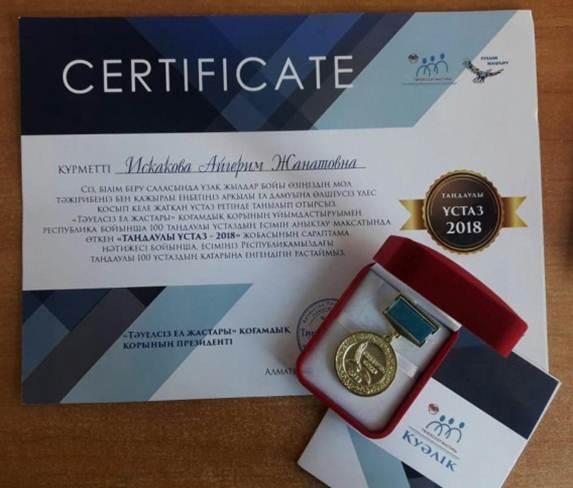 CERTIFICATE
ҚҰРМЕТТІ Искакова Айгерим Жанатовна
Сіз, білім беру саласында ұзақ жылдар бойы өзіңіздің мол
тәжірибеңіз бен қажырлы еңбегіңіз арқылы ел дамуына өлшеусіз үлес
қосып келе жатқан ұстаз ретінде танылып отырсыз.
«Тәуелсіз ел жастары» қоғамдық қорының ұйымдастыруымен
республика бойынша 100 таңдаулы ұстаздың есімін анықтау мақсатында
өткен «ТАҢДАУЛЫ ҰСТАЗ - 2018» жобасының сараптама
нәтижесі бойынша, есіміңіз Республикамыздағы
таңдаулы 100 ұстаздың қатарына енгендігін растаймыз.
ТАҢДАУЛЫ
ҰСТАЗ
2018
«ТӘУЕЛСІЗ ЕЛ ЖАСТАРЫ» ҚОҒАМДЫҚ
ҚОРЫНЫҢ ПРЕЗИДЕНТІ
КУӘЛІК